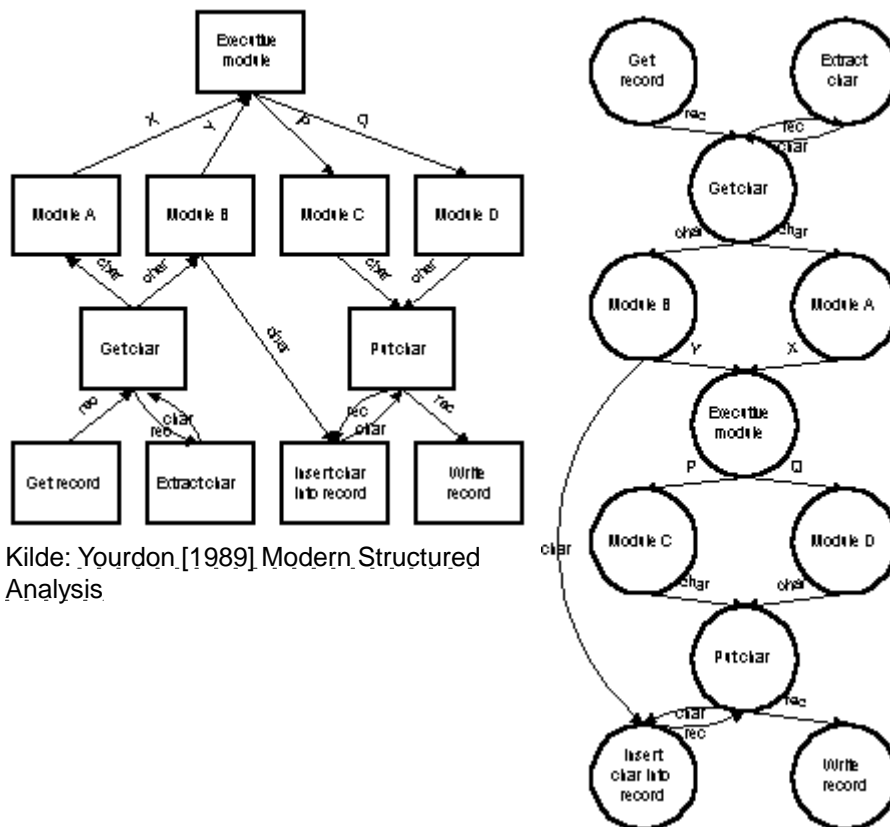 Executive
module
X
Y
P
Q
Module A
Module B
Module C
Module D
char
char
char
char
char
Getchar
Putchar
rec
rec
char
rec
char
rec
Get record
Extract char
Insert char
Into record
Write
record
Kilde: Yourdon [1989] Modern Structured
Analysis
Get
record
Extract
char
rec
rec
char
Getchar
char
char
Module B
Module A
Y
X
Executive
module
P
Q
char
Module C
Module D
char
char
Putchar
char
rec
rec
Insert
char Into
record
Write
record